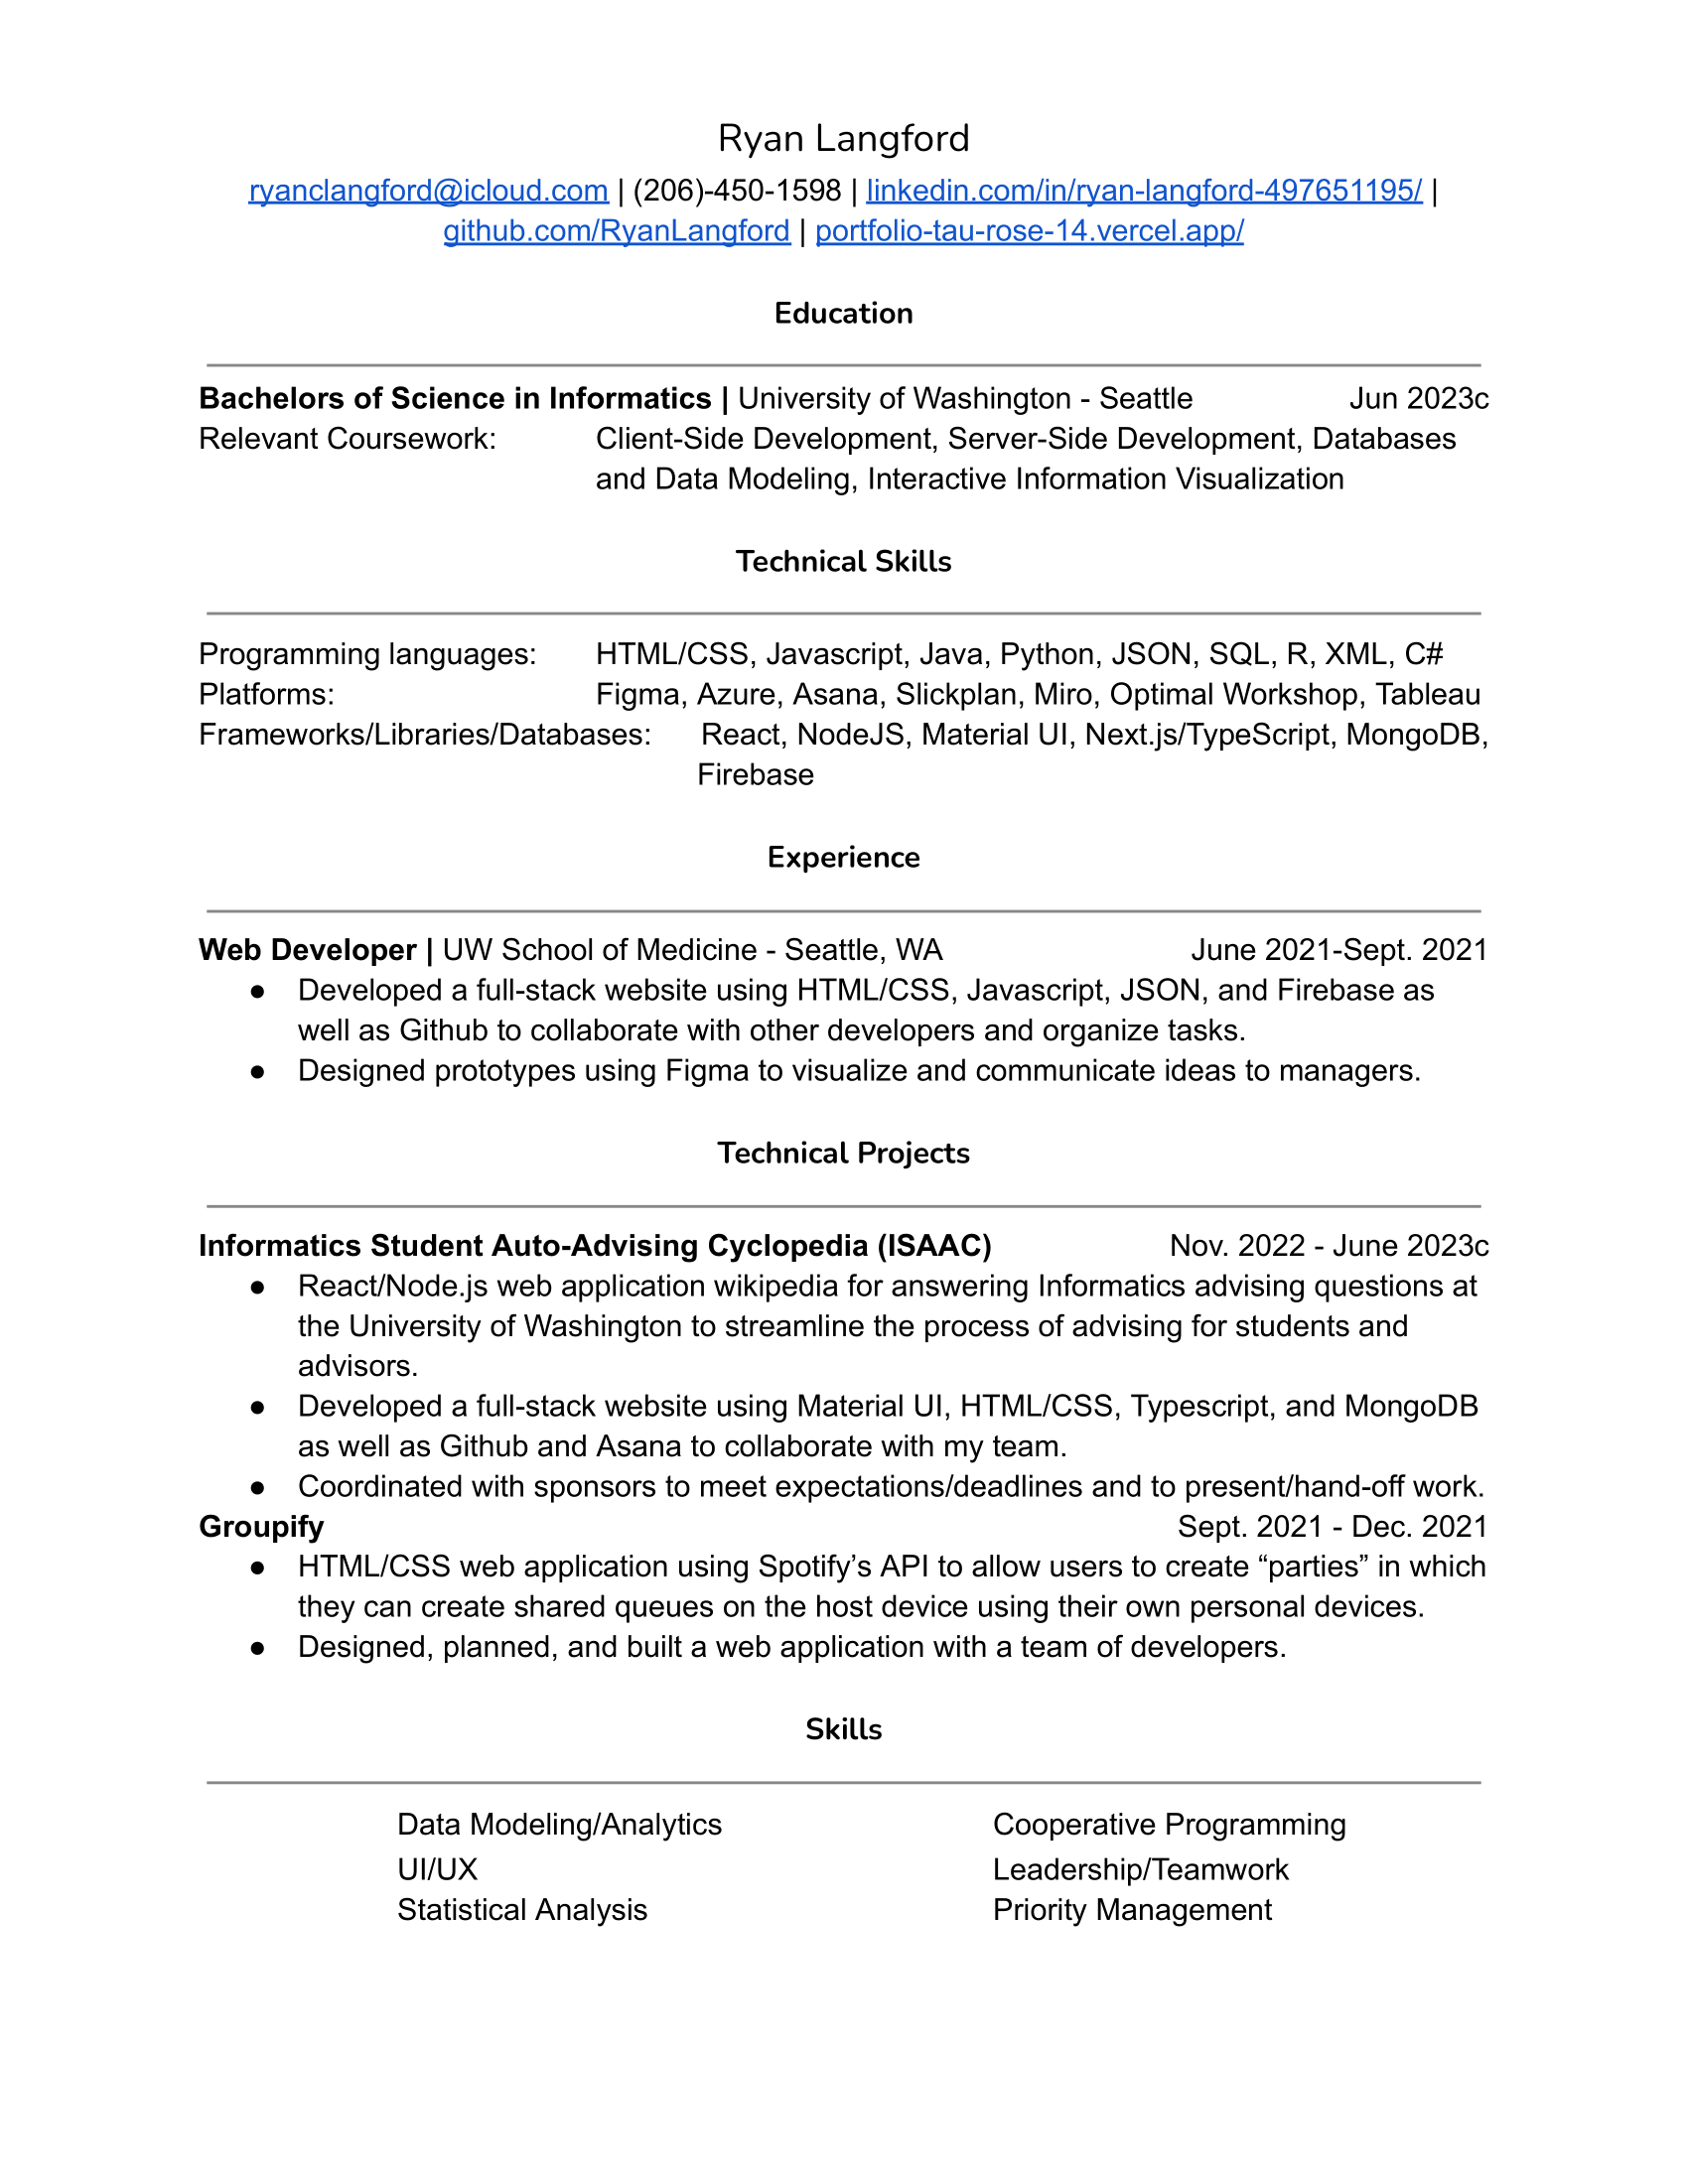 Ryan Langford
ryanclangford@icloud.com | (206)-450-1598 | linkedin.com/in/ryan-langford-497651195/ |
github.com/RyanLangford | portfolio-tau-rose-14.vercel.app/
Education
Bachelors of Science in Informatics | University of Washington - Seattle Jun 2023c
Relevant Coursework: Client-Side Development, Server-Side Development, Databases
and Data Modeling, Interactive Information Visualization
Technical Skills
Programming languages: HTML/CSS, Javascript, Java, Python, JSON, SQL, R, XML, C#
Platforms: Figma, Azure, Asana, Slickplan, Miro, Optimal Workshop, Tableau
Frameworks/Libraries/Databases: React, NodeJS, Material UI, Next.js/TypeScript, MongoDB,
Firebase
Experience
Web Developer | UW School of Medicine - Seattle, WA June 2021-Sept. 2021
● Developed a full-stack website using HTML/CSS, Javascript, JSON, and Firebase as
well as Github to collaborate with other developers and organize tasks.
● Designed prototypes using Figma to visualize and communicate ideas to managers.
Technical Projects
Informatics Student Auto-Advising Cyclopedia (ISAAC) Nov. 2022 - June 2023c
● React/Node.js web application wikipedia for answering Informatics advising questions at
the University of Washington to streamline the process of advising for students and
advisors.
● Developed a full-stack website using Material UI, HTML/CSS, Typescript, and MongoDB
as well as Github and Asana to collaborate with my team.
● Coordinated with sponsors to meet expectations/deadlines and to present/hand-off work.
Groupify Sept. 2021 - Dec. 2021
● HTML/CSS web application using Spotify’s API to allow users to create “parties” in which
they can create shared queues on the host device using their own personal devices.
● Designed, planned, and built a web application with a team of developers.
Skills
Data Modeling/Analytics Cooperative Programming
UI/UX Leadership/Teamwork
Statistical Analysis Priority Management